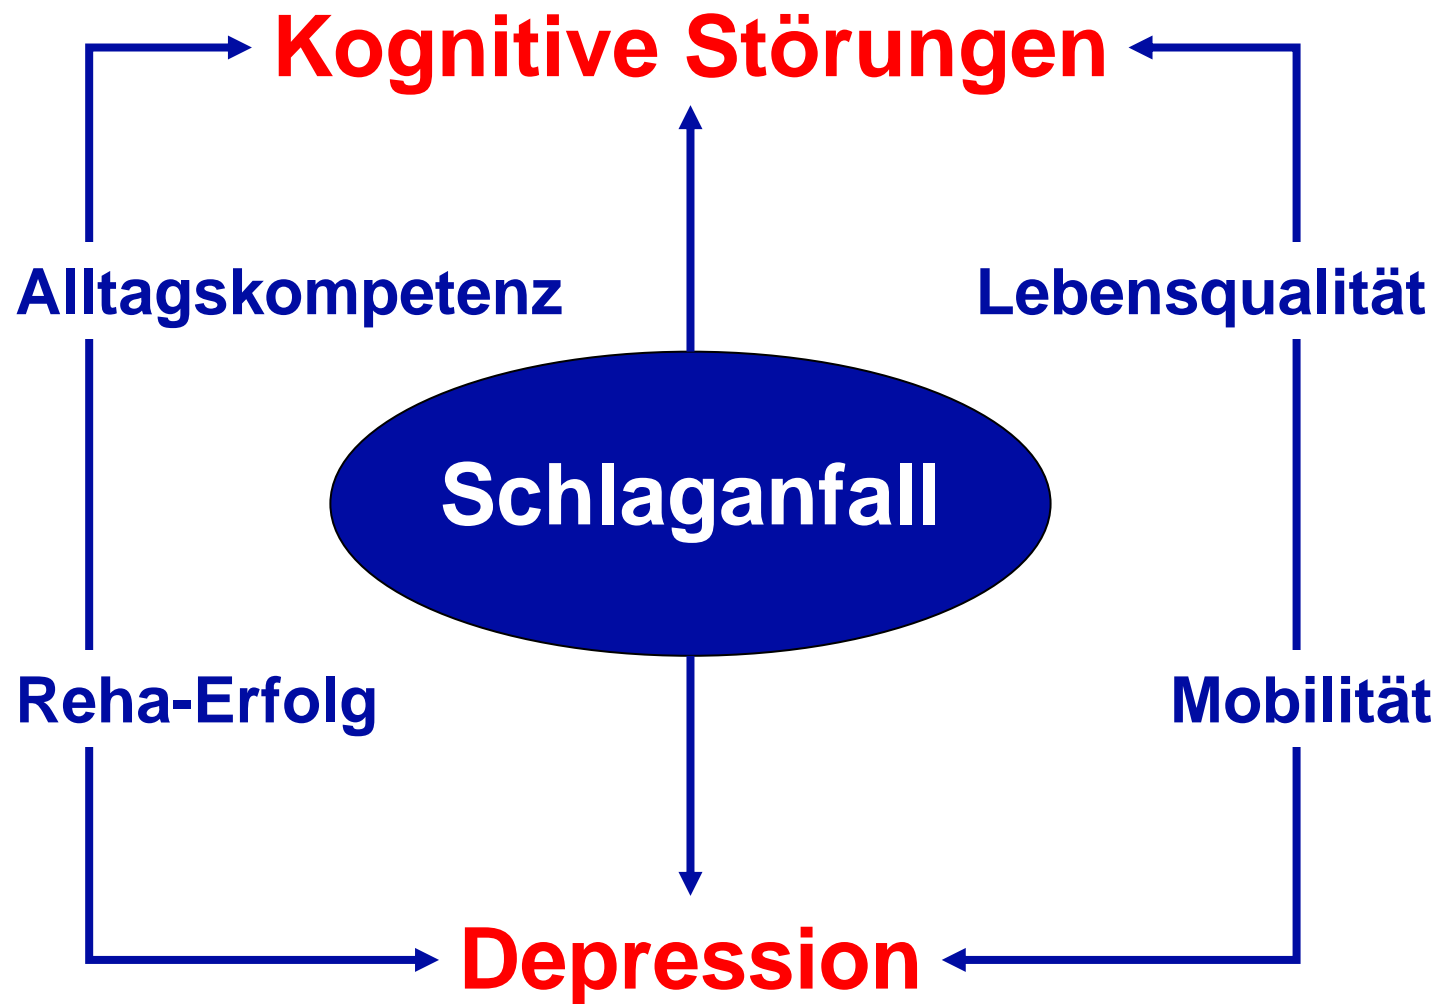 Kognitive Störungen
Alltagskompetenz
Lebensqualität
Schlaganfall
Reha-Erfolg
Mobilität
Depression